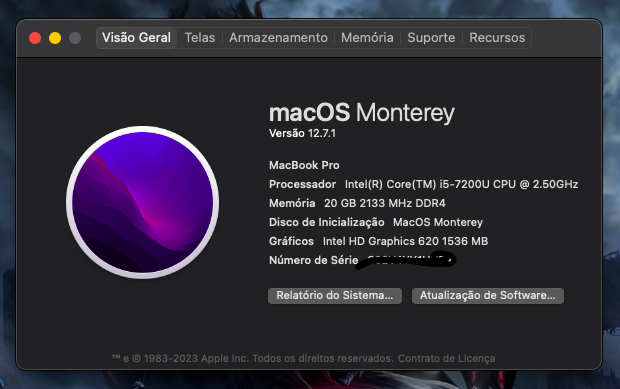 Visão Geral Telas Armazenamento Memória Suporte Recursos
macOS Monterey
Versão 12.7.1
MacBook Pro
Processador Intel(R) Core(TM) i5-7200U CPU @ 2.50GHz
Memória 20 GB 2133 MHz DDR4
Disco de Inicialização MacOS Monterey
Gráficos Intel HD Graphics 620 1536 MB
Número de Série
Relatório do Sistema... Atualização de Software...
™ e © 1983-2023 Apple Inc. Todos os direitos reservados. Contrato de Licença